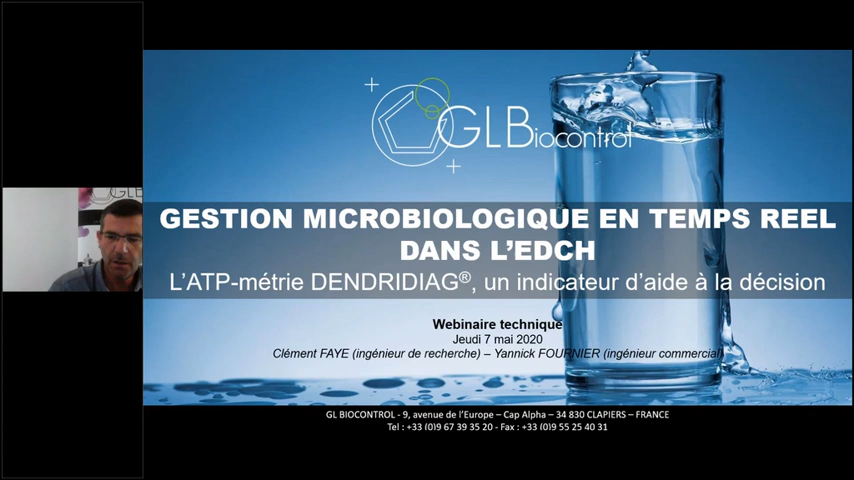 GLBiocontrol
GLB
GESTION MICROBIOLOGIQUE EN TEMPS REEL
DANS L'EDCH
L'ATP-métrie DENDRIDIAG®, un indicateur d'aide à la décision
Webinaire technique
Jeudi 7 mai 2020
Clément FAYE (ingénieur de recherche) – Yannick FOURNIER (ingénieur commercial)
GL BIOCONTROL - 9, avenue de l'Europe – Cap Alpha – 34 830 CLAPIERS – FRANCE
Tel : +33 (0)9 67 39 35 20 - Fax : +33 (0)9 55 25 40 31